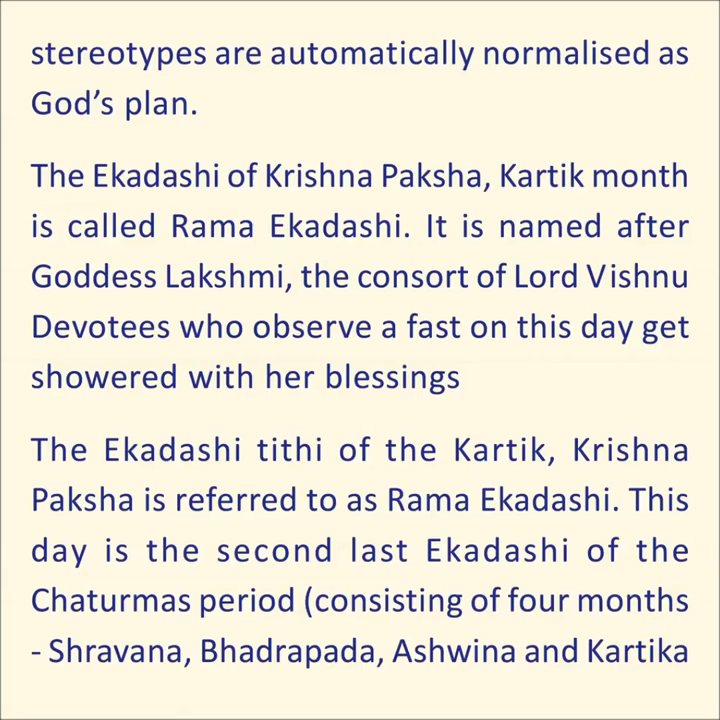 stereotypes are automatically normalised as
God’s plan.
The Ekadashi of Krishna Paksha, Kartik month
is called Rama Ekadashi. It is named after
Goddess Lakshmi, the consort of Lord Vishnu
Devotees who observe a fast on this day get
showered with her blessings
The Ekadashi tithi of the Kartik, Krishna
Paksha is referred to as Rama Ekadashi. This
day is the second last Ekadashi of the
Chaturmas period (consisting of four months
- Shravana, Bhadrapada, Ashwina and Kartika